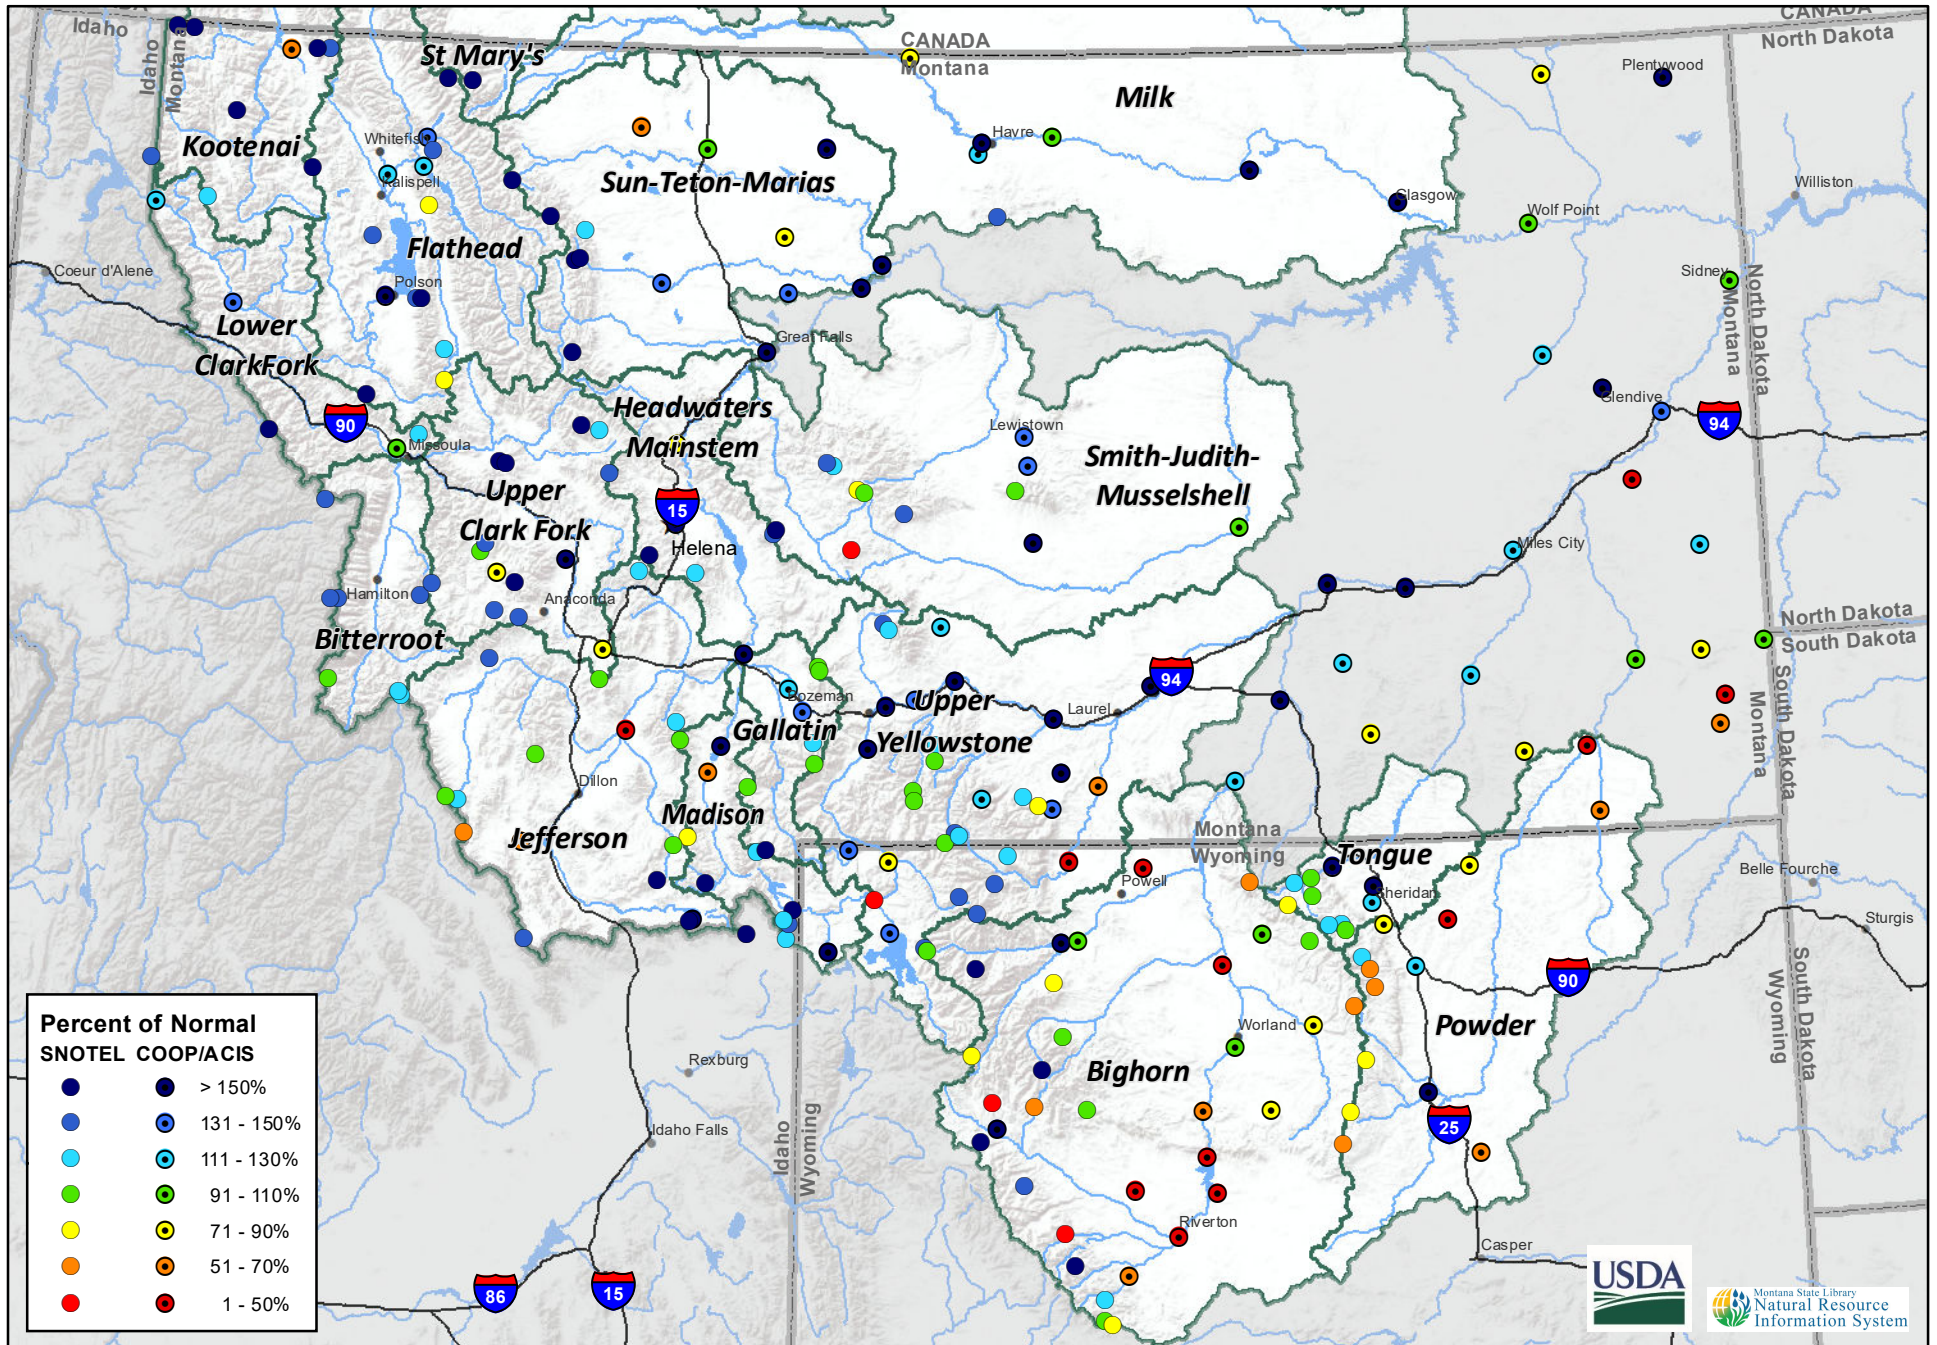 CANADA
North Dakota
Idaho
Idaho
Montana
St Mary's
CANADA
Montana
Milk
Plentywood
Kootenai
Whitefish
Havre
Kalispell
Sun-Teton-Marias
Glasgow
Williston
Wolf Point
Flathead
Coeur d'Alene
Polson
Sidney
North Dakota
Montana
Lower
ClarkFork
Great Falls
Glendive
94
Headwaters
Mainstem
90
Missoula
Lewistown
Smith-Judith-
Musselshell
Upper
Clark Fork
15
Helena
Miles City
Hamilton
Anaconda
Bitterroot
North Dakota
South Dakota
94
Bozeman
Upper
Yellowstone
Laurel
Gallatin
South Dakota
Montana
Dillon
Madison
Jefferson
Montana
Wyoming
Tongue
Powell
Sheridan
Belle Fourche
Sturgis
90
South Dakota
Wyoming
Worland
Powder
Bighorn
Rexburg
Idaho Falls
Idaho
Wyoming
25
Riverton
Casper
86
15
Percent of Normal
SNOTEL COOP/ACIS
> 150%
131 - 150%
111 - 130%
91 - 110%
71 - 90%
51 - 70%
1 - 50%
USDA
Montana State Library
Natural Resource
Information System